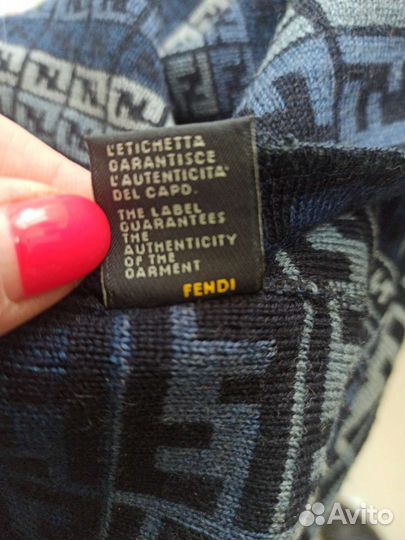 L'ETICHETTA
GARANTISCE
L'AUTENTICITA'
DEL CAPO.
THE LABEL
GUARANTEES
THE
AUTHENTICITY
OF THE
GARMENT
FENDI
Avito